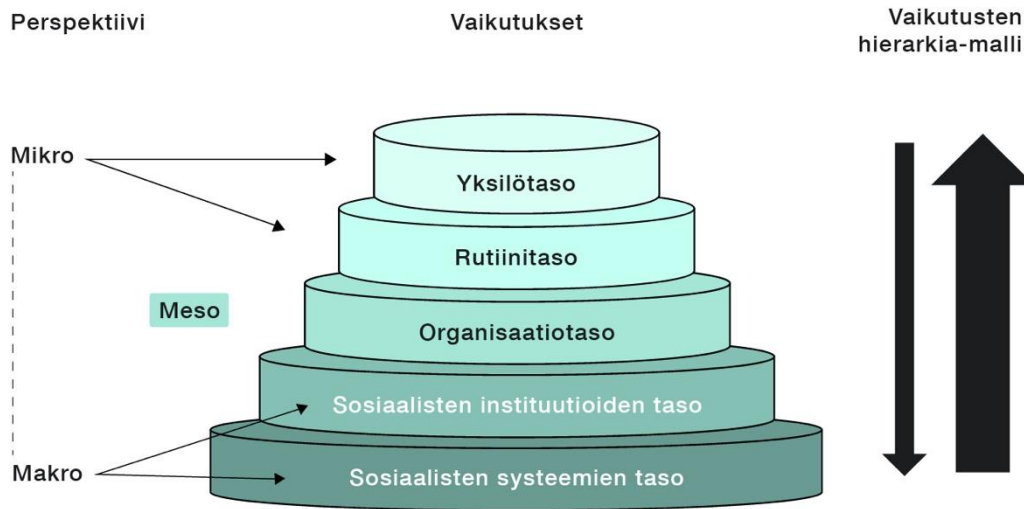 Perspektiivi
Vaikutukset
Vaikutusten
hierarkia-malli
Mikro
Yksilötaso
Rutiinitaso
Meso
Organisaatiotaso
Sosiaalisten instituutioiden taso
Makro
Sosiaalisten systeemien taso